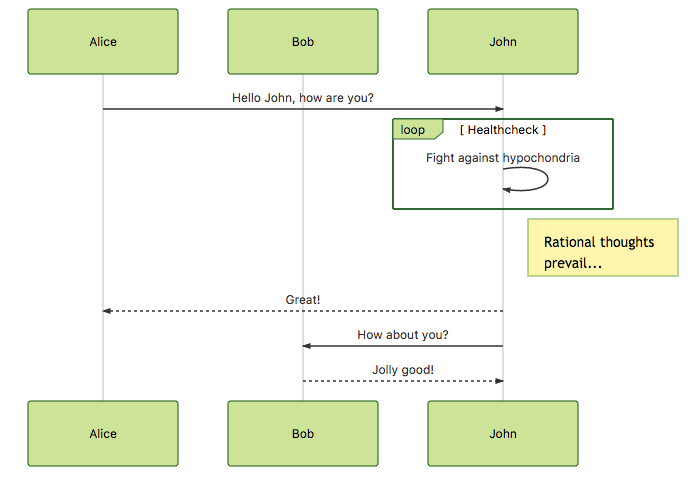 Alice Bob John
Hello John, how are you?
loop [ Healthcheck ]
Fight against hypochondria
Rational thoughts
prevail...
Great!
How about you?
Jolly good!
Alice Bob John